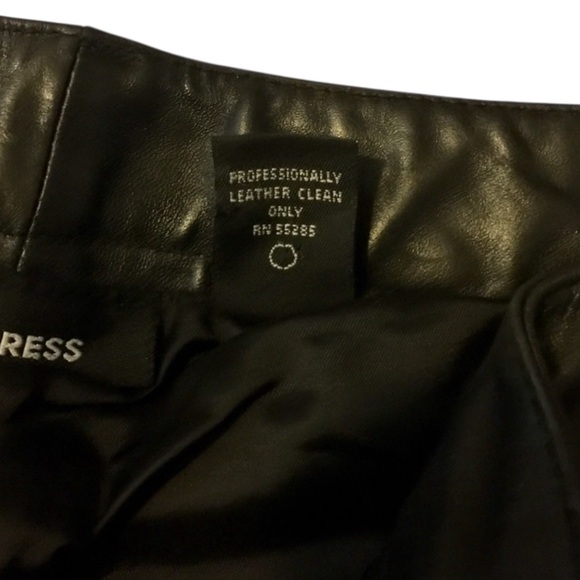 PROFESSIONALLY
LEATHER CLEAN
ONLY
RN 55285
RESS